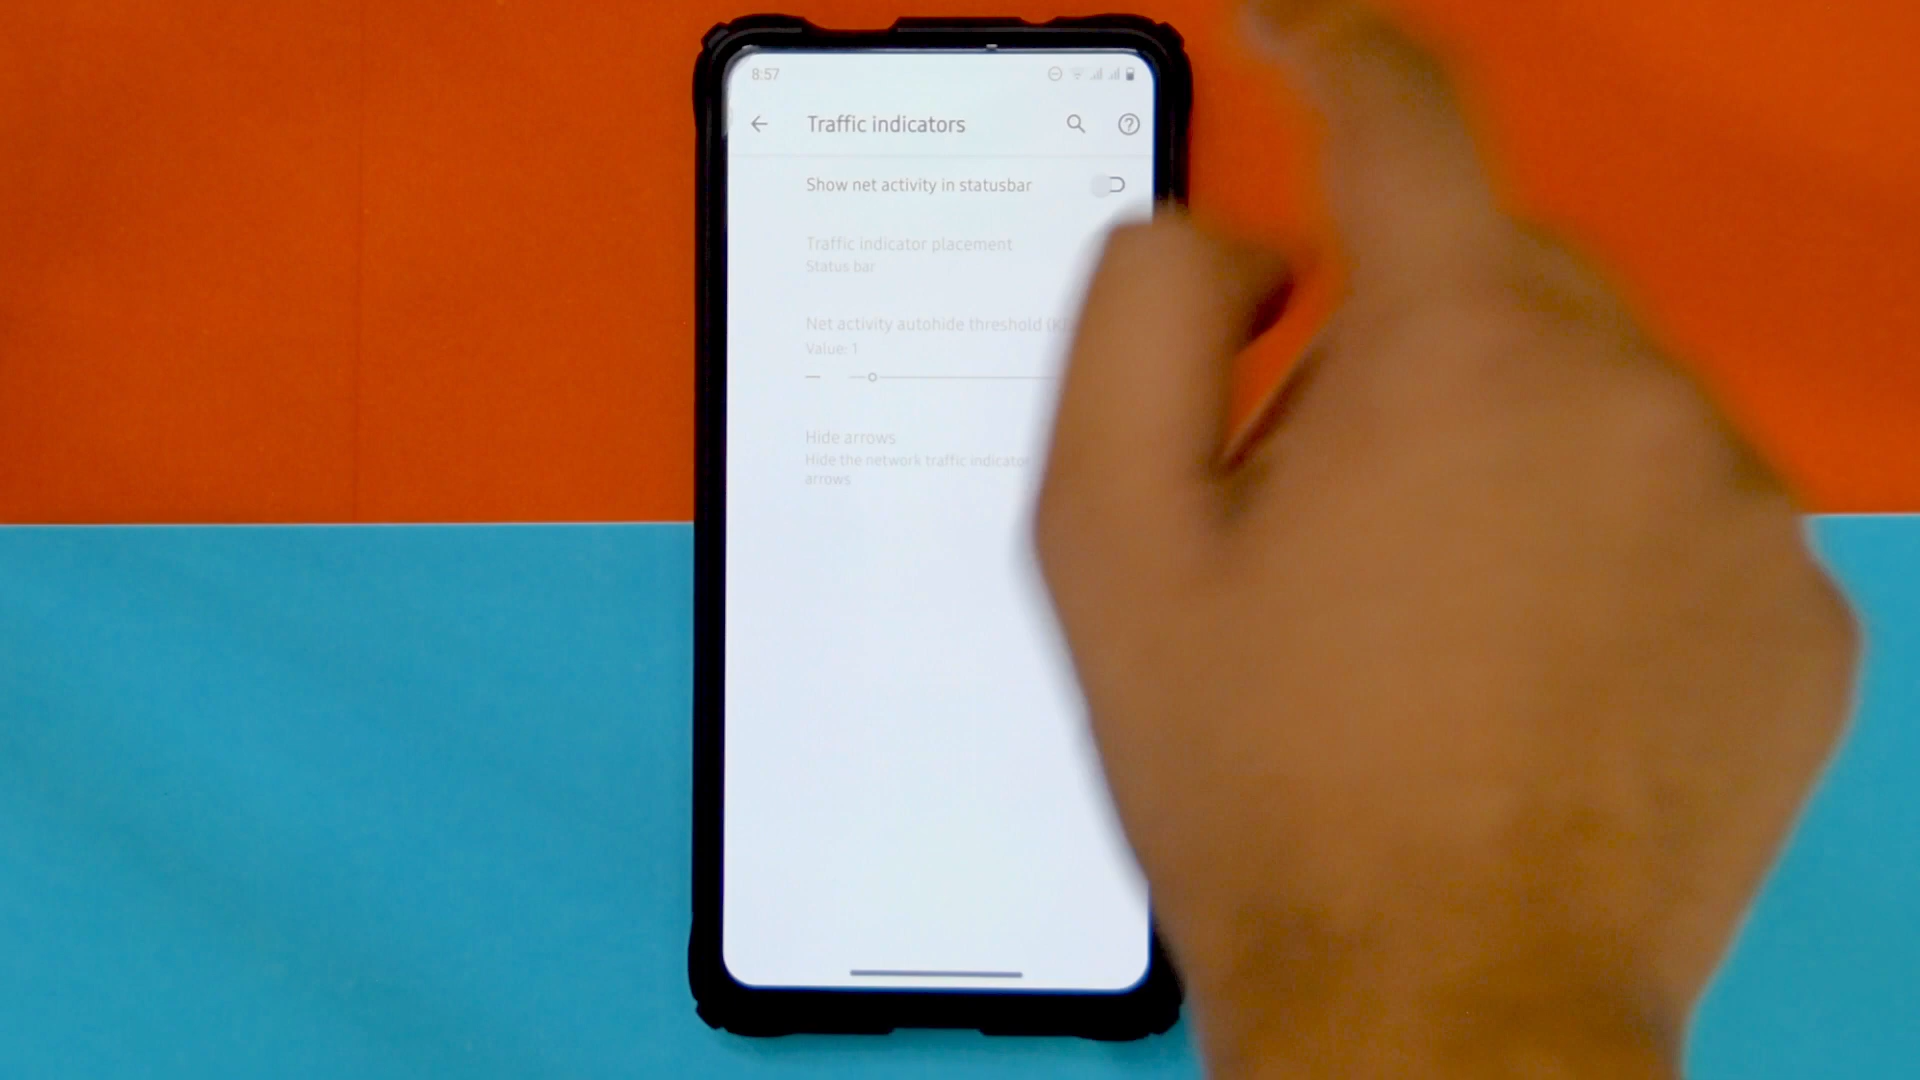 8:57
Traffic indicators
Show net activity in statusbar
Traffic indicator placement
Status bar
Net activity autohide threshold
Value: 1
Hide arrows
Hide the network traffic indicator
arrows